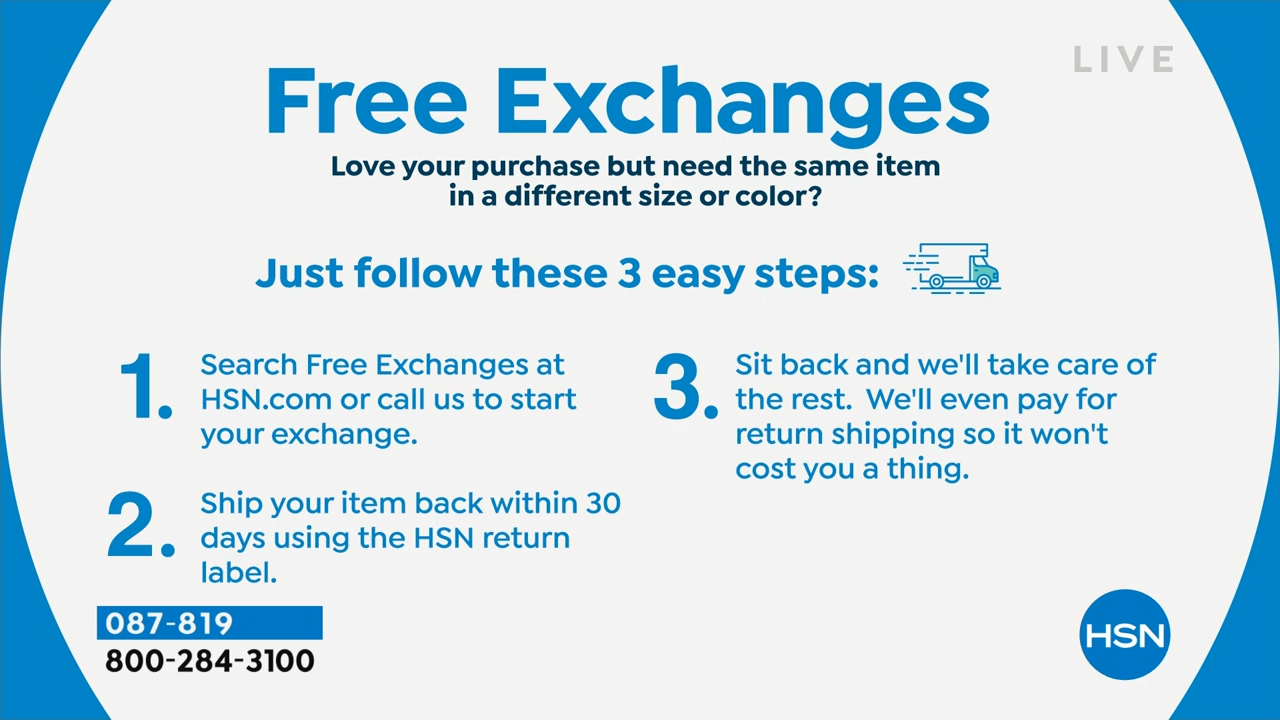 LIVE
Free Exchanges
Love your purchase but need the same item
in a different size or color?
Just follow these 3 easy steps:
1. Search Free Exchanges at
HSN.com or call us to start
your exchange.
2. Ship your item back within 30
days using the HSN return
label.
3. Sit back and we'll take care of
the rest. We'll even pay for
return shipping so it won't
cost you a thing.
087-819
800-284-3100
HSN